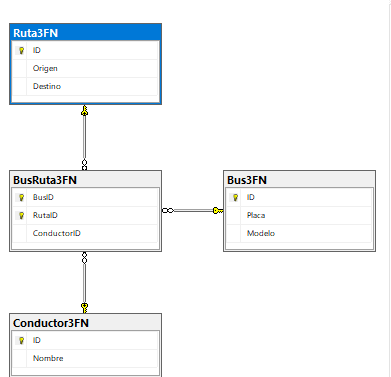 Ruta3FN
ID
Origen
Destino
BusRuta3FN
BusID
RutaID
ConductorID
Bus3FN
ID
Placa
Modelo
Conductor3FN
ID
Nombre